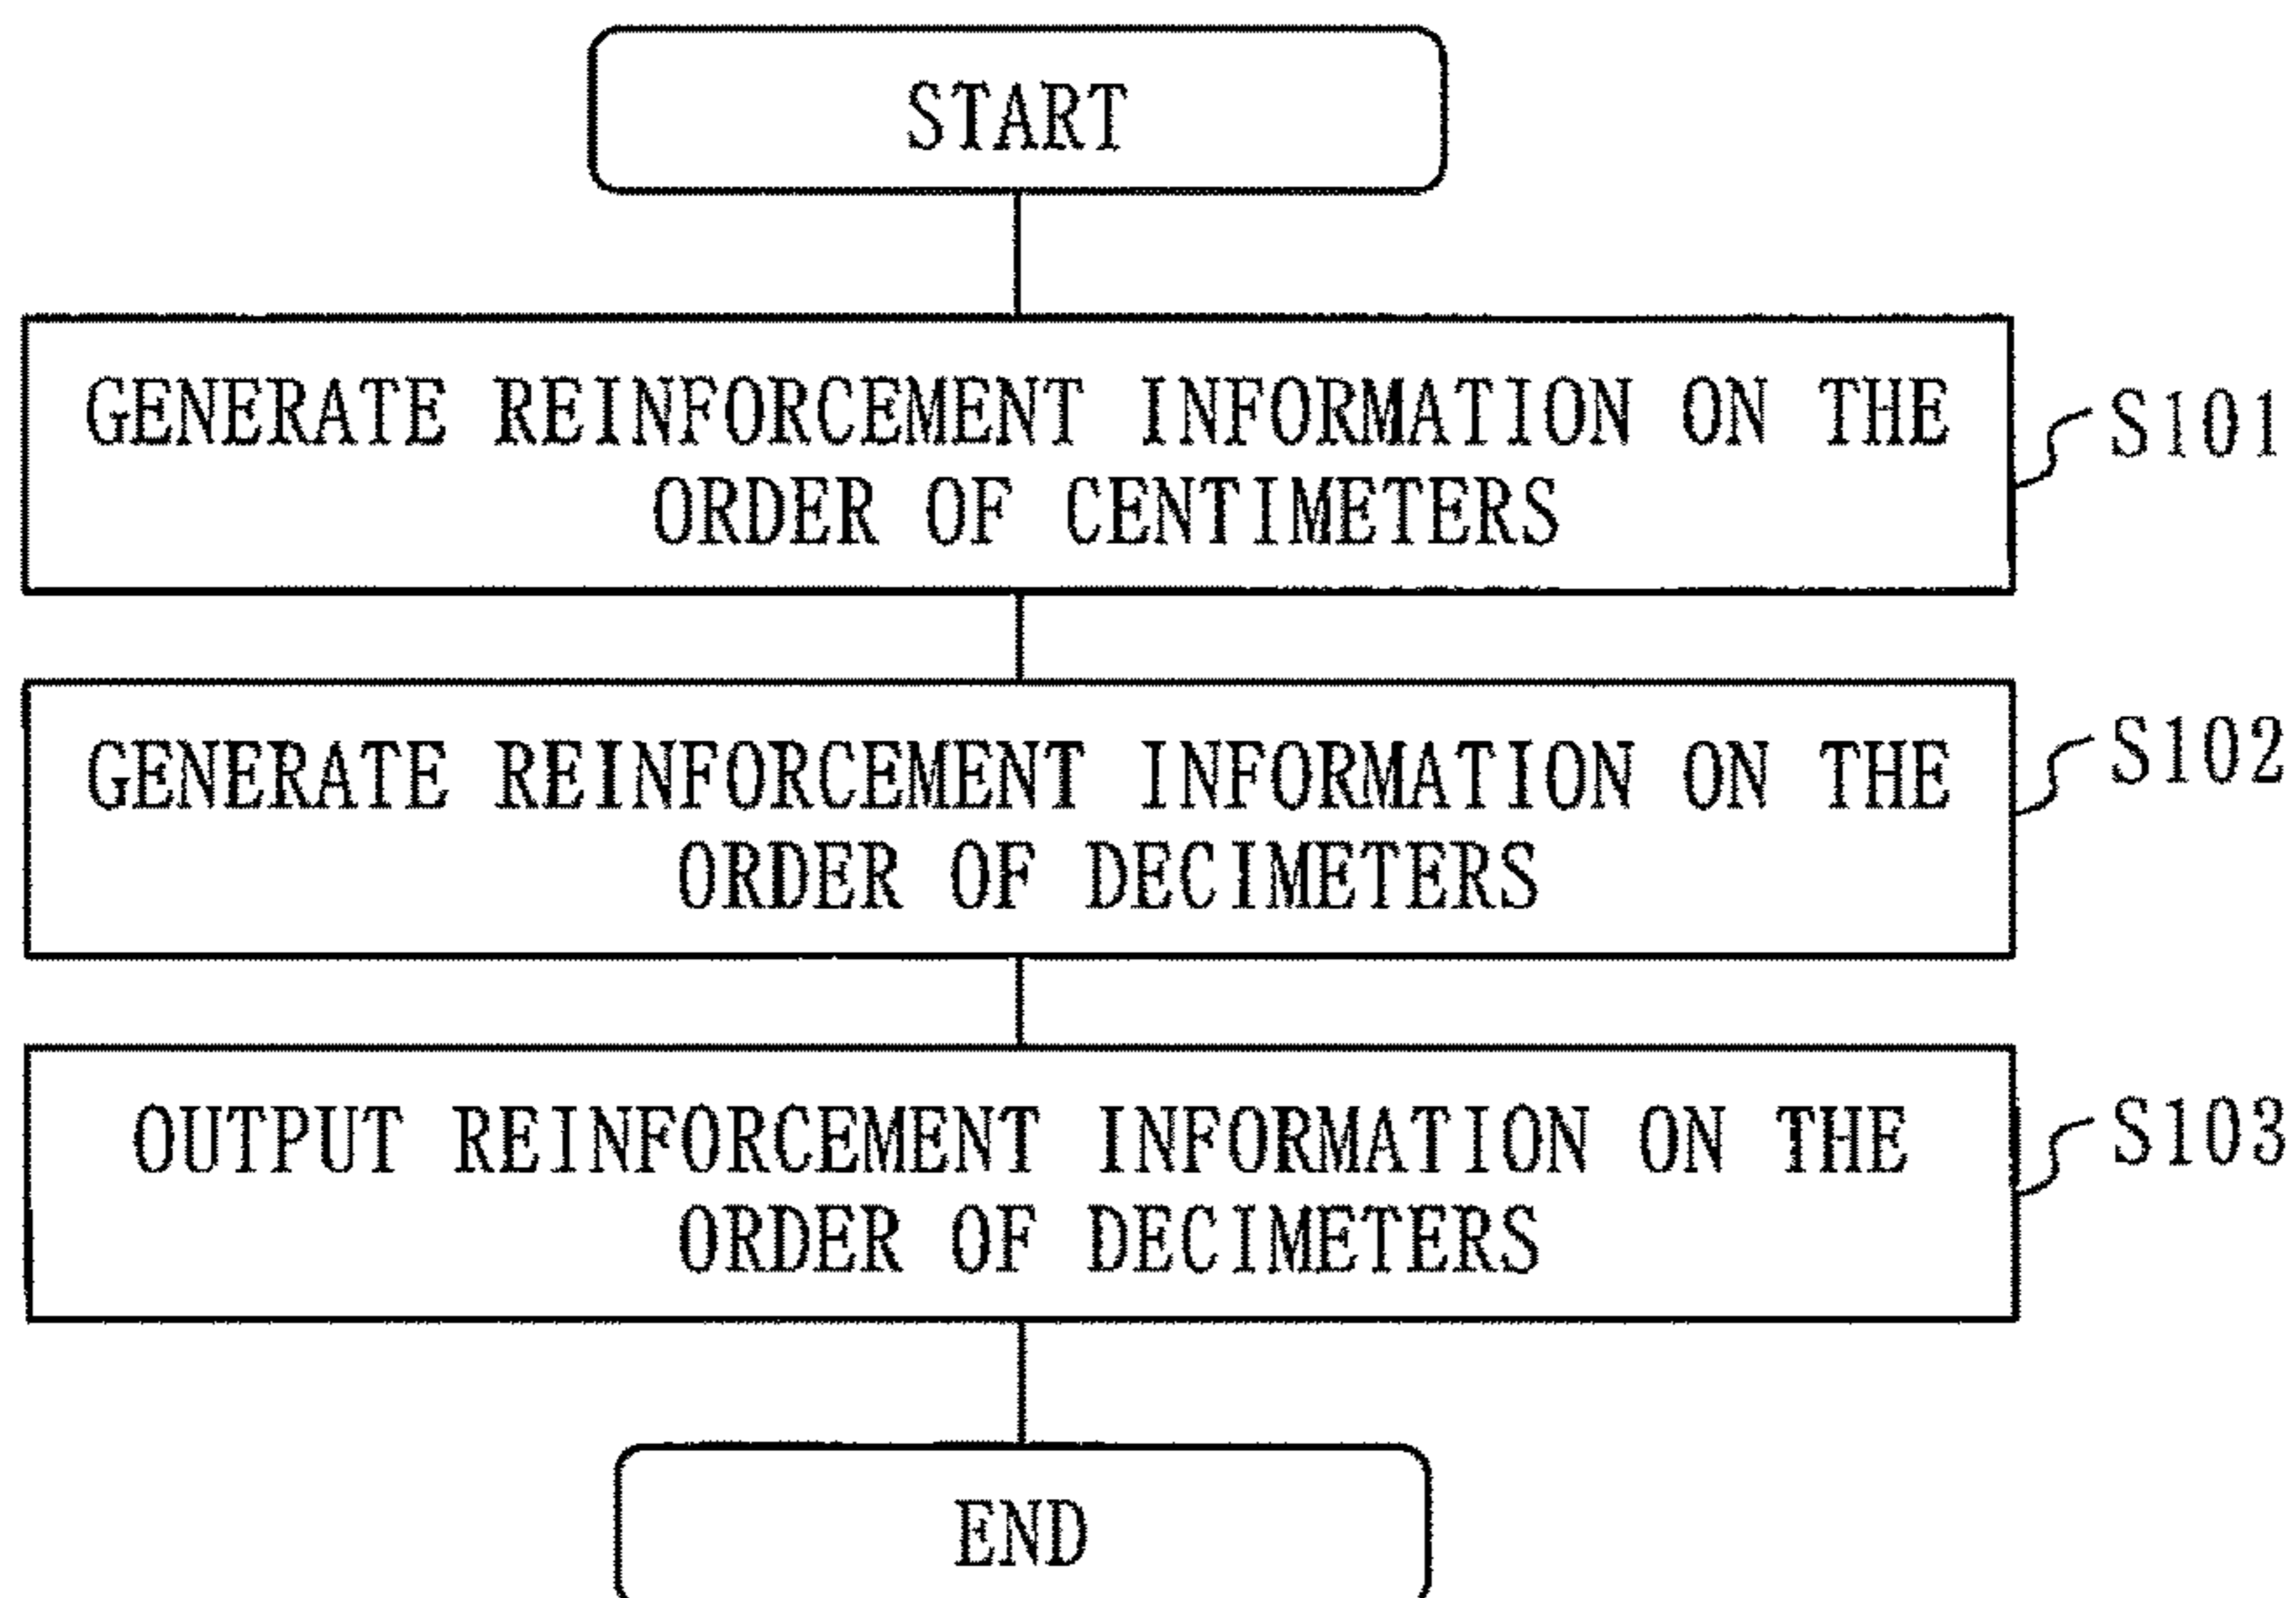 START
GENERATE REINFORCEMENT INFORMATION ON THE
ORDER OF CENTIMETERS
S101
GENERATE REINFORCEMENT INFORMATION ON THE
ORDER OF DECIMETERS
S102
OUTPUT REINFORCEMENT INFORMATION ON THE
ORDER OF DECIMETERS
S103
END